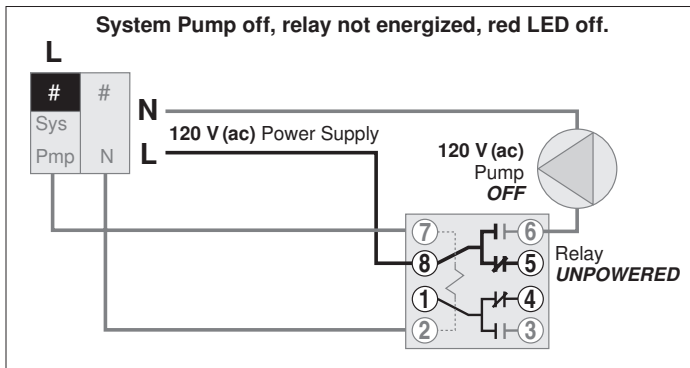 System Pump off, relay not energized, red LED off.
L
# #
Sys
Pmp N
N
120 V (ac) Power Supply
L
120 V (ac)
Pump
OFF
7 6
8 5
1 4
2 3
Relay
UNPOWERED